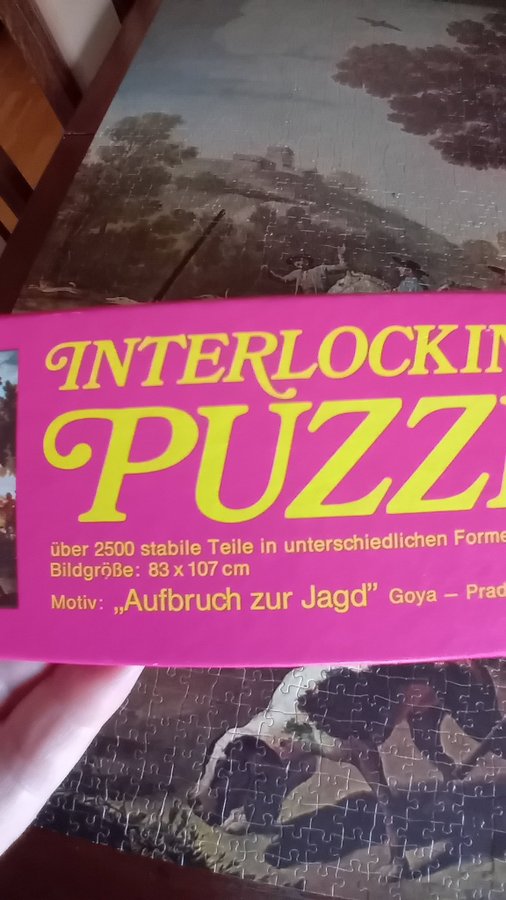 INTERLOCKIN
PUZZ
über 2500 stabile Teile in unterschiedlichen Forme
Bildgröße: 83 x 107 cm
Motiv: „Aufbruch zur Jagd” Goya – Prad